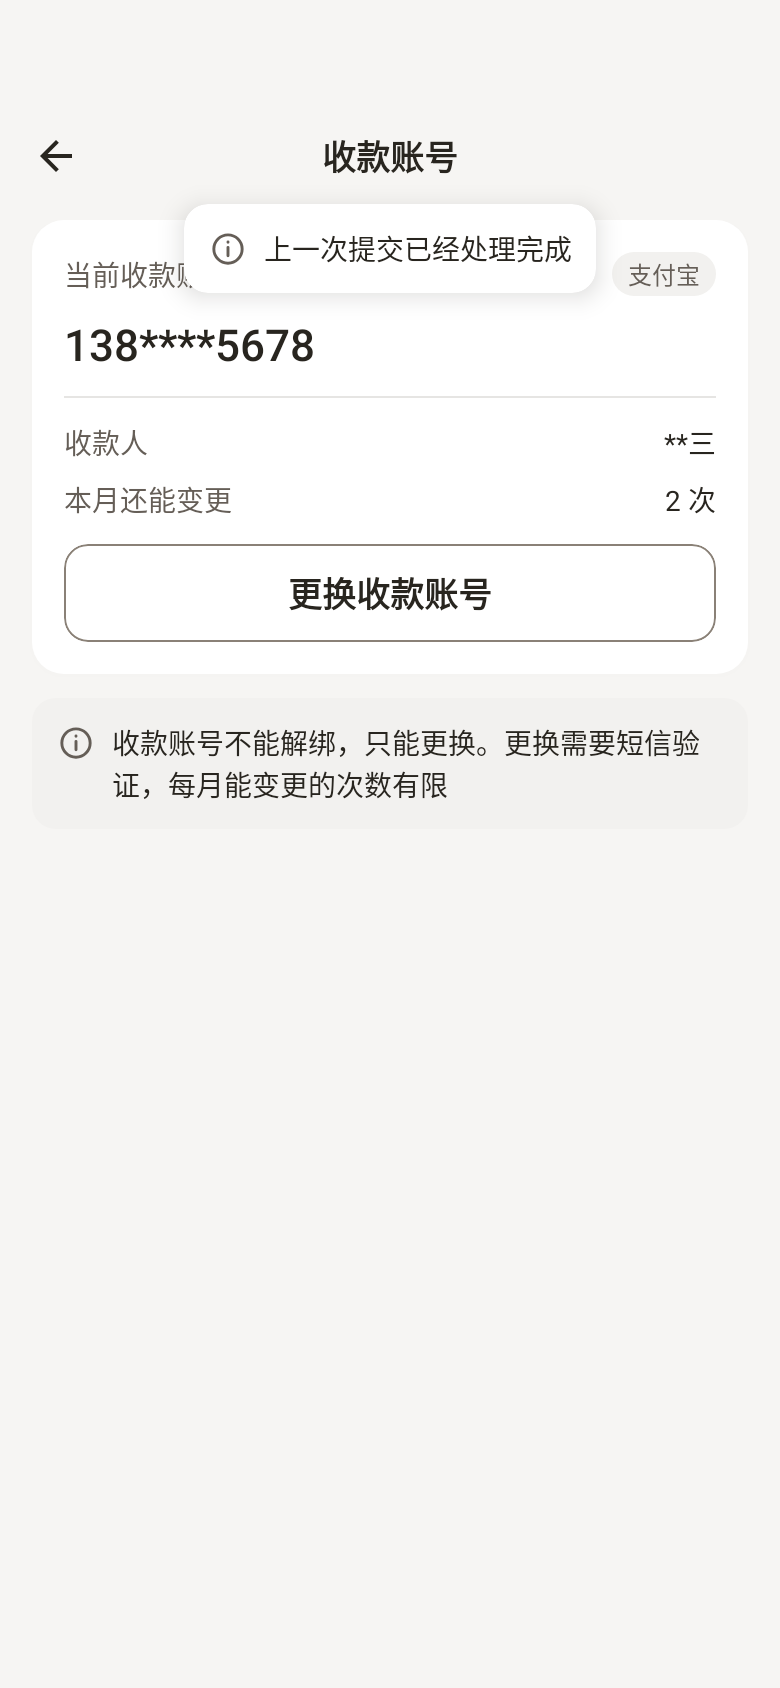 收款账号
上一次提交已经处理完成
当前收款
支付宝
138****5678
收款人
**三
本月还能变更
2 次
更换收款账号
收款账号不能解绑，只能更换。更换需要短信验
证，每月能变更的次数有限